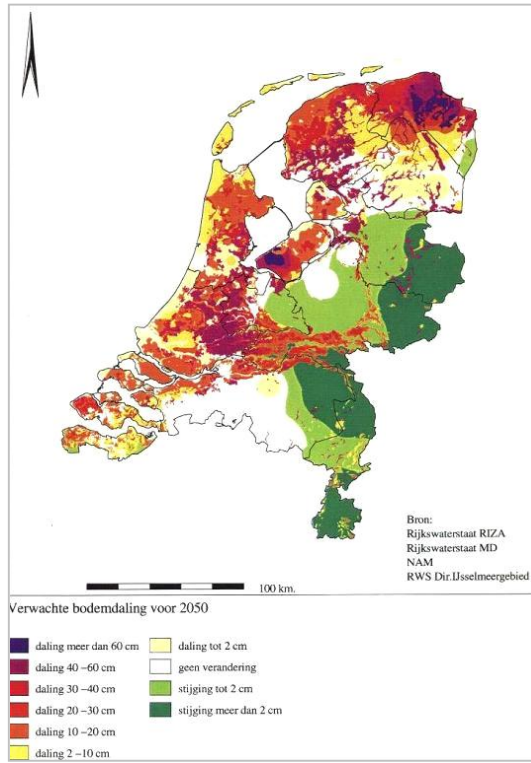 Bron:
Rijkswaterstaat RIZA
Rijkswaterstaat MD
NAM
RWS Dir.IJsselmeergebied
100 km.
Verwachte bodemdaling voor 2050
daling meer dan 60 cm
daling 40 –60 cm
daling 30 –40 cm
daling 20 –30 cm
daling 10 –20 cm
daling 2 –10 cm
daling tot 2 cm
geen verandering
stijging tot 2 cm
stijging meer dan 2 cm